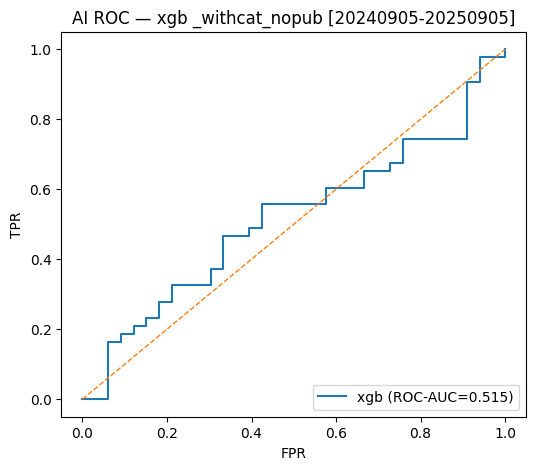 AI ROC — xgb _withcat_nopub [20240905-20250905]
1.0
0.8
0.6
0.4
0.2
0.0
TPR
0.0 0.2 0.4 0.6 0.8 1.0
FPR
xgb (ROC-AUC=0.515)